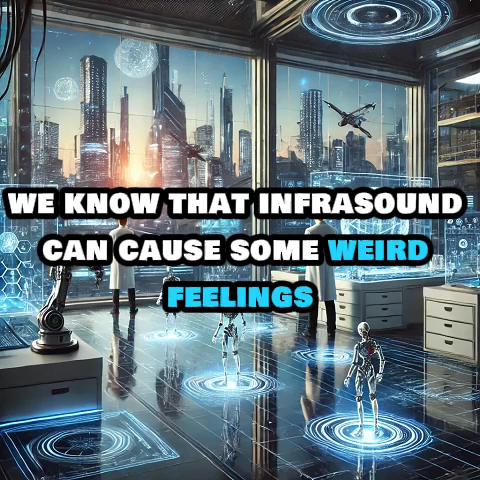 WE KNOW THAT INFRASOUND
CAN CAUSE SOME WEIRD
FEELINGS